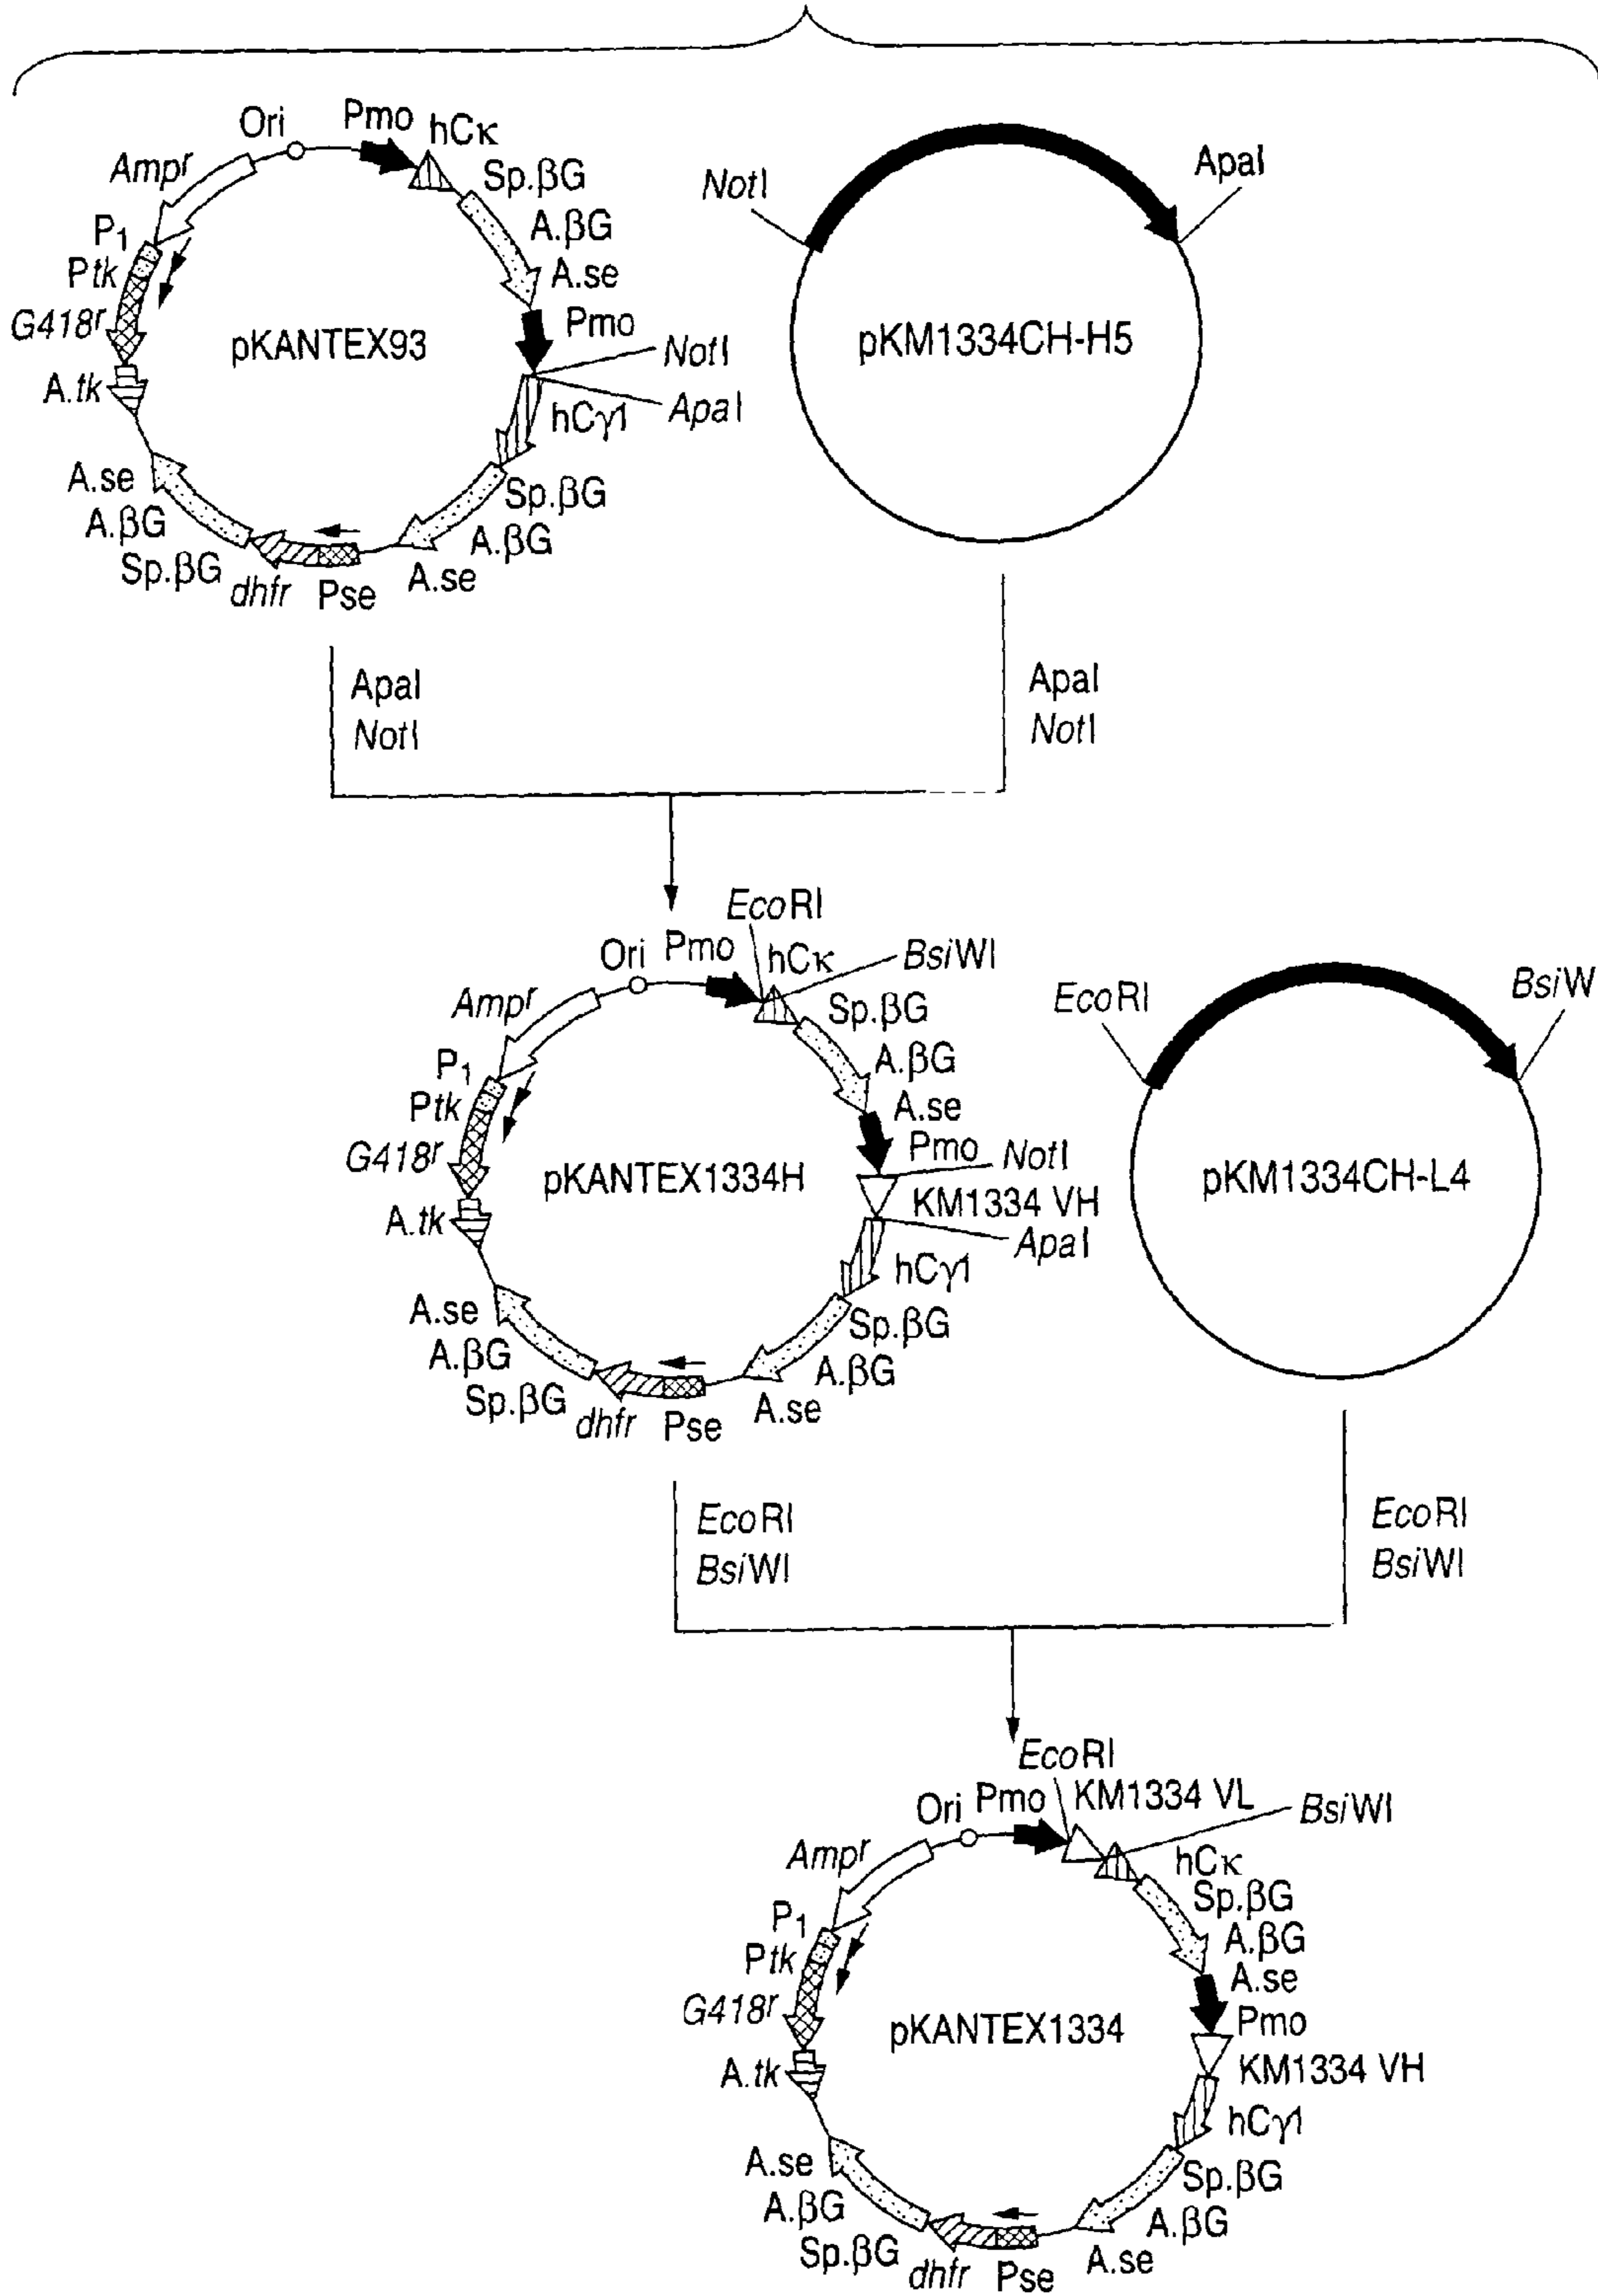 Ori
Pmo
hCκ
Ampr
Sp.βG
P1
A.βG
Ptk
A.se
G418r
Pmo
pKANTEX93
NotI
A.tk
hCγ1
ApaI
A.se
Sp.βG
A.βG
A.βG
Sp.βG
dhfr
Pse
A.se
NotI
ApaI
pKM1334CH-H5
ApaI
NotI
ApaI
NotI
EcoRI
Ori
Pmo
hCκ
BsiWI
Ampr
Sp.βG
P1
A.βG
Ptk
A.se
G418r
Pmo
NotI
pKANTEX1334H
KM1334 VH
A.tk
ApaI
hCγ1
A.se
Sp.βG
A.βG
A.βG
Sp.βG
dhfr
Pse
A.se
EcoRI
BsiW
pKM1334CH-L4
EcoRI
BsiWI
EcoRI
BsiWI
EcoRI
Ori
Pmo
KM1334 VL
BsiWI
Ampr
hCκ
Sp.βG
P1
A.βG
Ptk
A.se
G418r
Pmo
pKANTEX1334
KM1334 VH
A.tk
hCγ1
A.se
Sp.βG
A.βG
A.βG
Sp.βG
dhfr
Pse
A.se